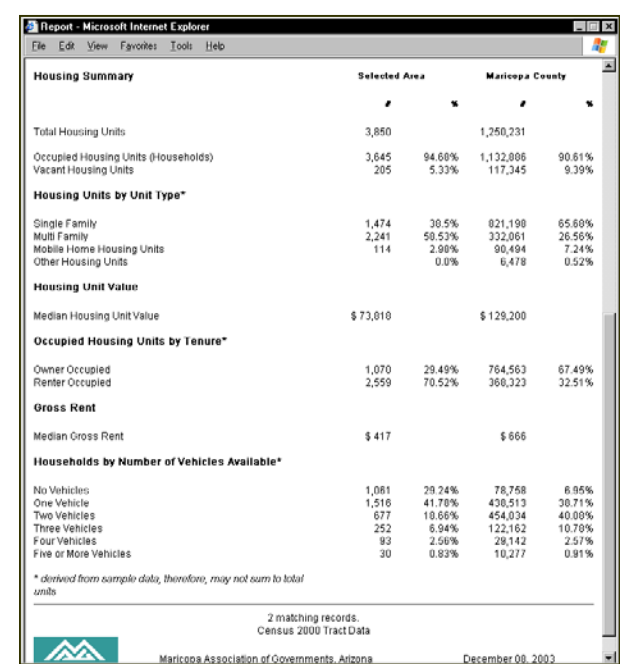 Report - Microsoft Internet Explorer
File Edit View Favorites Tools Help
Housing Summary Selected Area Maricopa County
# % # %
Total Housing Units 3,850 1,250,231
Occupied Housing Units (Households) 3,645 94.68% 1,132,886 90.61%
Vacant Housing Units 205 5.33% 117,345 9.39%
Housing Units by Unit Type*
Single Family 1,474 38.5% 821,198 65.68%
Multi Family 2,241 58.53% 332,061 26.56%
Mobile Home Housing Units 114 2.98% 90,494 7.24%
Other Housing Units 0.0% 6,478 0.52%
Housing Unit Value
Median Housing Unit Value $ 73,818 $ 129,200
Occupied Housing Units by Tenure*
Owner Occupied 1,070 29.49% 764,563 67.49%
Renter Occupied 2,559 70.52% 368,323 32.51%
Gross Rent
Median Gross Rent $ 417 $ 666
Households by Number of Vehicles Available*
No Vehicles 1,061 29.24% 78,758 6.95%
One Vehicle 1,516 41.78% 438,513 38.71%
Two Vehicles 677 18.66% 454,034 40.08%
Three Vehicles 252 6.94% 122,162 10.78%
Four Vehicles 93 2.56% 29,142 2.57%
Five or More Vehicles 30 0.83% 10,277 0.91%
* derived from sample data, therefore, may not sum to total
units
2 matching records.
Census 2000 Tract Data
Maricopa Association of Governments, Arizona December 08, 2003